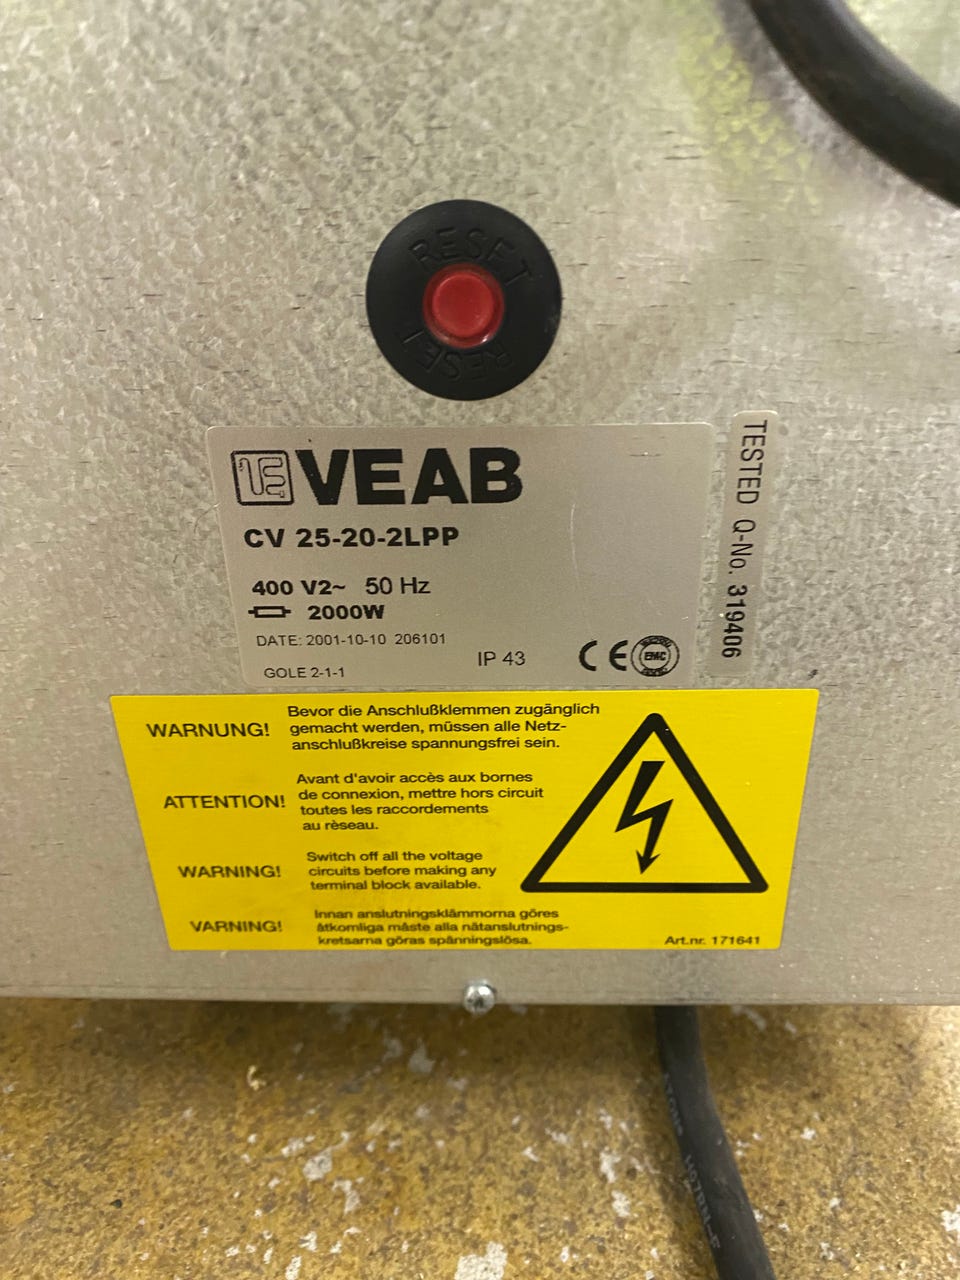 RESET
RESET
VEAB
CV 25-20-2LPP
400 V2~ 50 Hz
2000W
DATE: 2001-10-10 206101
IP 43
CE
EMC
GOLE 2-1-1
TESTED Q-No. 319406
WARNUNG!
Bevor die Anschlußklemmen zugänglich
gemacht werden, müssen alle Netz-
anschlußkreise spannungsfrei sein.
ATTENTION!
Avant d'avoir accès aux bornes
de connexion, mettre hors circuit
toutes les raccordements
au rèseau.
WARNING!
Switch off all the voltage
circuits before making any
terminal block available.
VARNING!
Innan anslutningsklämmorna göres
åtkomliga måste alla nätanslutnings-
kretsarna göras spänningslösa.
Art.nr. 171641